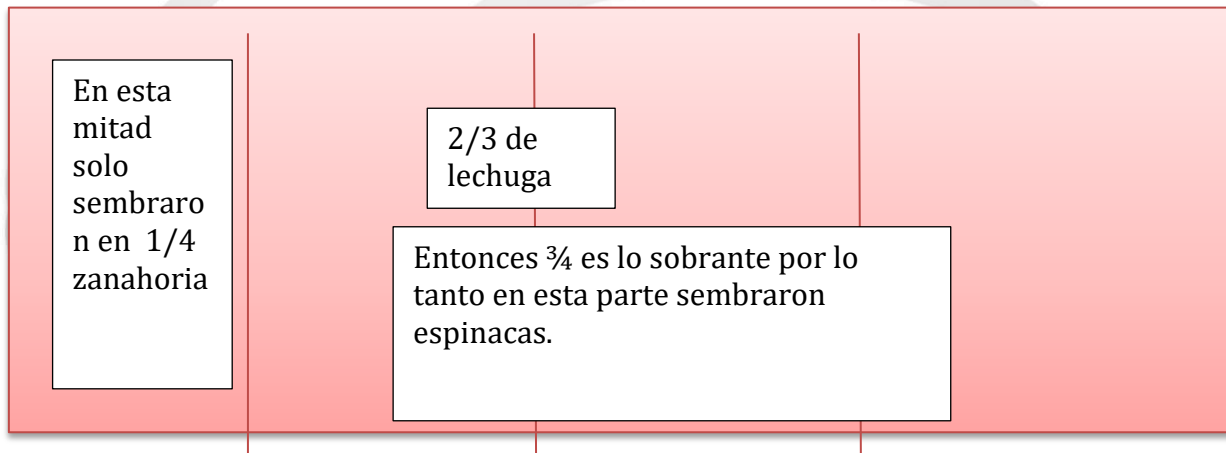 En esta
mitad
solo
sembraro
n en 1/4
zanahoria
2/3 de
lechuga
Entonces ¾ es lo sobrante por lo
tanto en esta parte sembraron
espinacas.